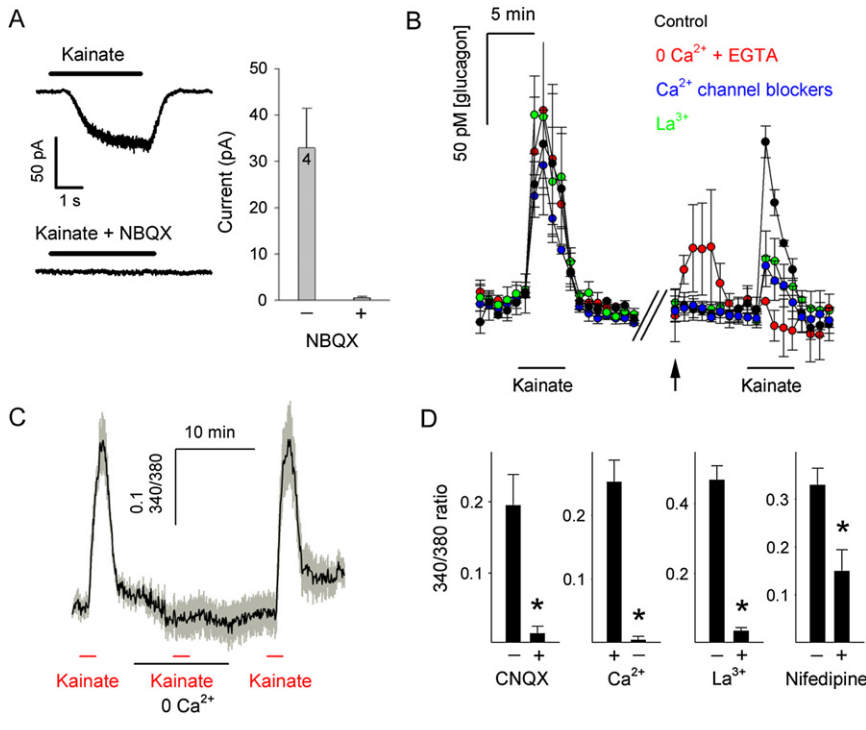 A
Kainate
50 pA
1 s
Kainate + NBQX
Current (pA)
50
40
30
20
10
0
4
– +
NBQX
B
5 min
50 pM [glucagon]
Control
0 Ca²⁺ + EGTA
Ca²⁺ channel blockers
La³⁺
Kainate
Kainate
C
10 min
0.1
340/380
Kainate
Kainate
Kainate
0 Ca²⁺
D
340/380 ratio
0.2
0.1
*
– +
CNQX
0.2
0.1
*
+ –
Ca²⁺
0.4
0.2
*
– +
La³⁺
0.3
0.2
0.1
*
– +
Nifedipine